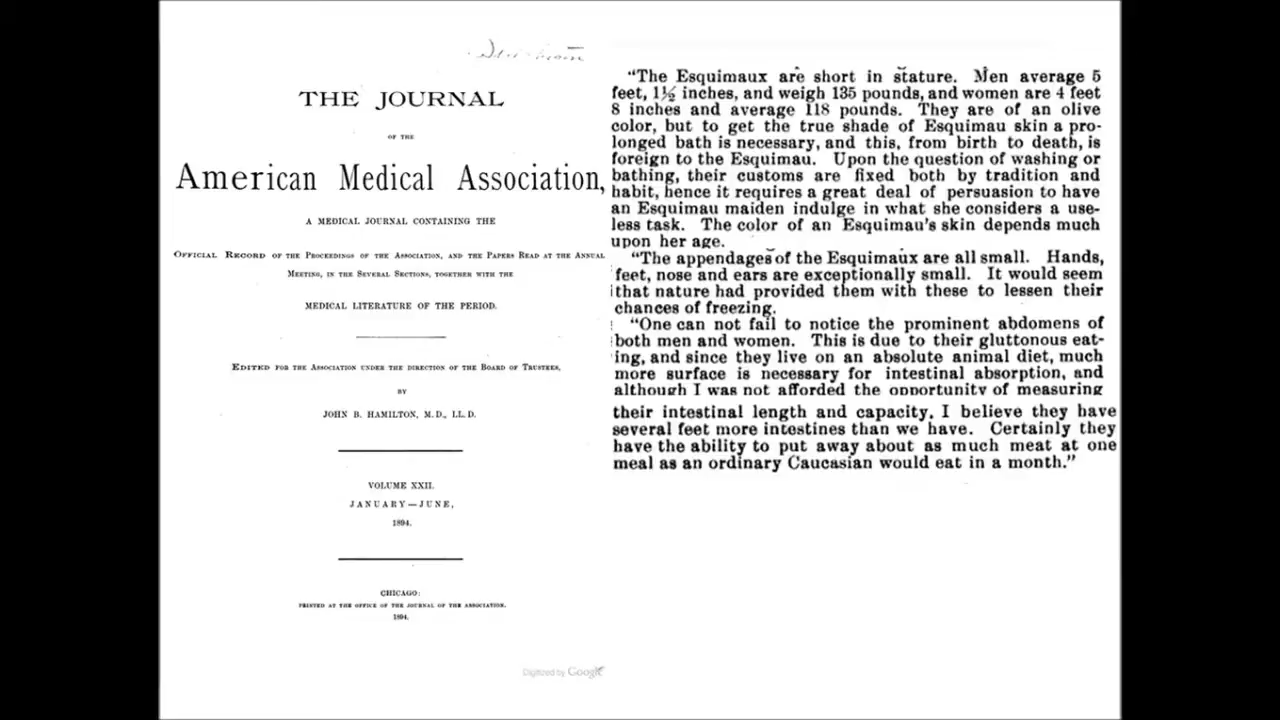 THE JOURNAL
OF THE
American Medical Association,
A MEDICAL JOURNAL CONTAINING THE
OFFICIAL RECORD OF THE PROCEEDINGS OF THE ASSOCIATION, AND THE PAPERS READ AT THE ANNUAL
MEETING, IN THE SEVERAL SECTIONS, TOGETHER WITH THE
MEDICAL LITERATURE OF THE PERIOD.
EDITED FOR THE ASSOCIATION UNDER THE DIRECTION OF THE BOARD OF TRUSTEES,
BY
JOHN B. HAMILTON, M.D., LL.D.
VOLUME XXII.
JANUARY—JUNE,
1894.
CHICAGO:
PRINTED AT THE OFFICE OF THE JOURNAL OF THE ASSOCIATION.
1894.
Digitized by Google
“The Esquimaux are short in stature. Men average 5
feet, 1½ inches, and weigh 135 pounds, and women are 4 feet
8 inches and average 118 pounds. They are of an olive
color, but to get the true shade of Esquimau skin a pro-
longed bath is necessary, and this, from birth to death, is
foreign to the Esquimau. Upon the question of washing or
bathing, their customs are fixed both by tradition and
habit, hence it requires a great deal of persuasion to have
an Esquimau maiden indulge in what she considers a use-
less task. The color of an Esquimau's skin depends much
upon her age.
“The appendages of the Esquimaux are all small. Hands,
feet, nose and ears are exceptionally small. It would seem
that nature had provided them with these to lessen their
chances of freezing.
“One can not fail to notice the prominent abdomens of
both men and women. This is due to their gluttonous eat-
ing, and since they live on an absolute animal diet, much
more surface is necessary for intestinal absorption, and
although I was not afforded the opportunity of measuring
their intestinal length and capacity, I believe they have
several feet more intestines than we have. Certainly they
have the ability to put away about as much meat at one
meal as an ordinary Caucasian would eat in a month.”